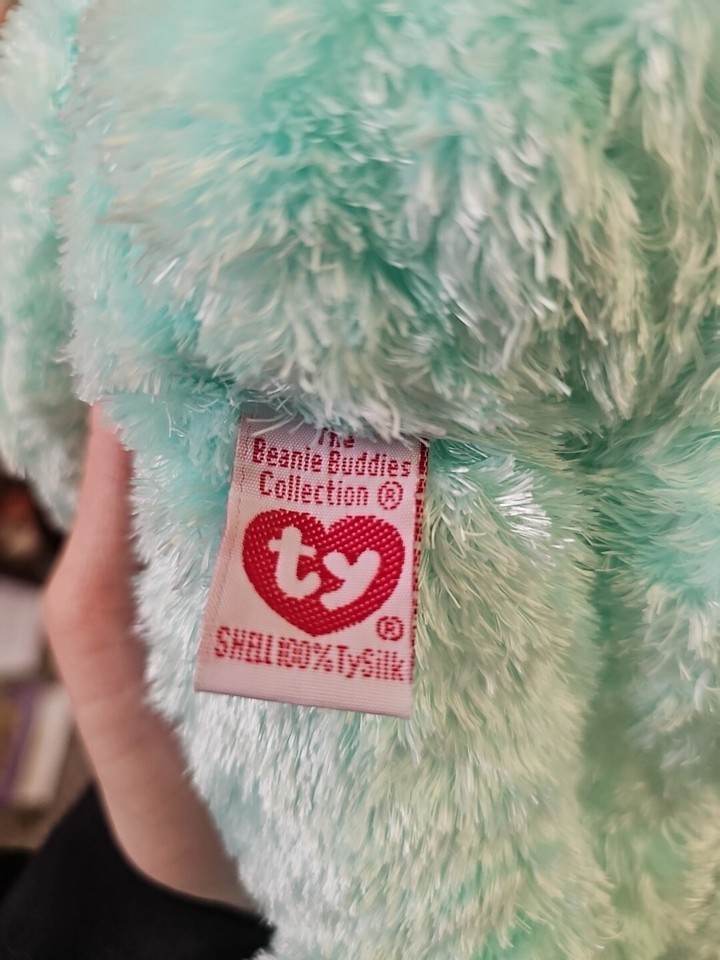 The
Beanie Buddies
Collection ®
ty
®
SHELL 100% TySilk